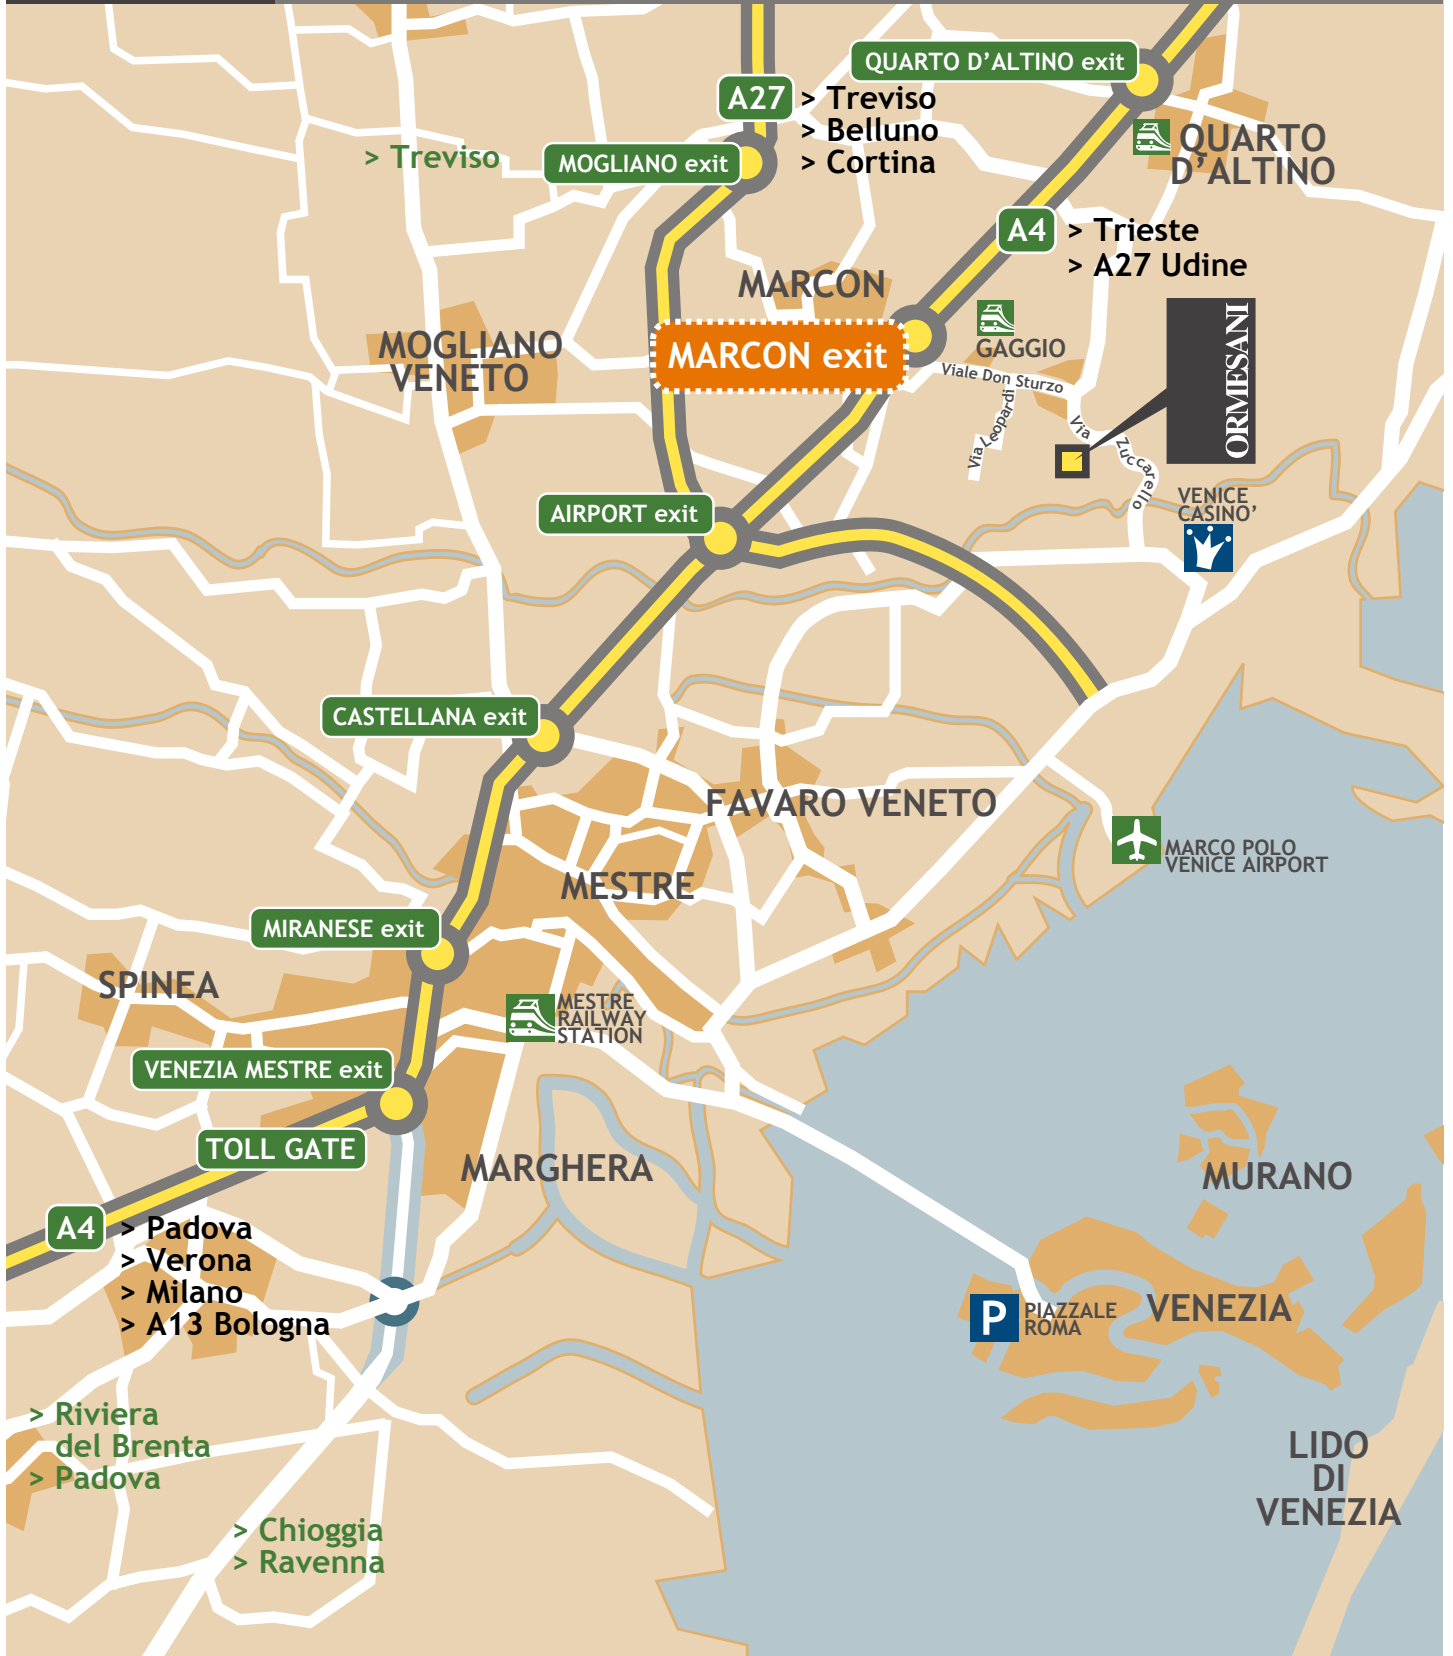 QUARTO D'ALTINO exit
A27
> Treviso
> Belluno
> Cortina
> Treviso
MOGLIANO exit
QUARTO
D'ALTINO
A4
> Trieste
> A27 Udine
MARCON
MOGLIANO
VENETO
MARCON exit
GAGGIO
Viale Don Sturzo
Via Leopardi
Via Zuccarello
ORMESANI
VENICE
CASINO'
AIRPORT exit
CASTELLANA exit
FAVARO VENETO
MARCO POLO
VENICE AIRPORT
MESTRE
MIRANESE exit
SPINEA
MESTRE
RAILWAY
STATION
VENEZIA MESTRE exit
TOLL GATE
MARGHERA
MURANO
A4
> Padova
> Verona
> Milano
> A13 Bologna
P
PIAZZALE
ROMA
VENEZIA
> Riviera
del Brenta
> Padova
LIDO
DI
VENEZIA
> Chioggia
> Ravenna